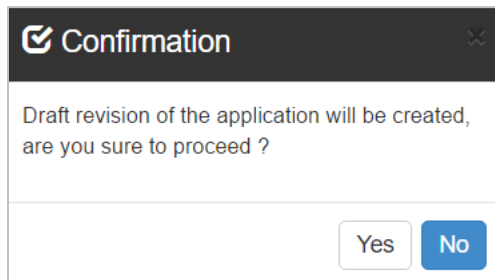 Confirmation
Draft revision of the application will be created,
are you sure to proceed ?
Yes No